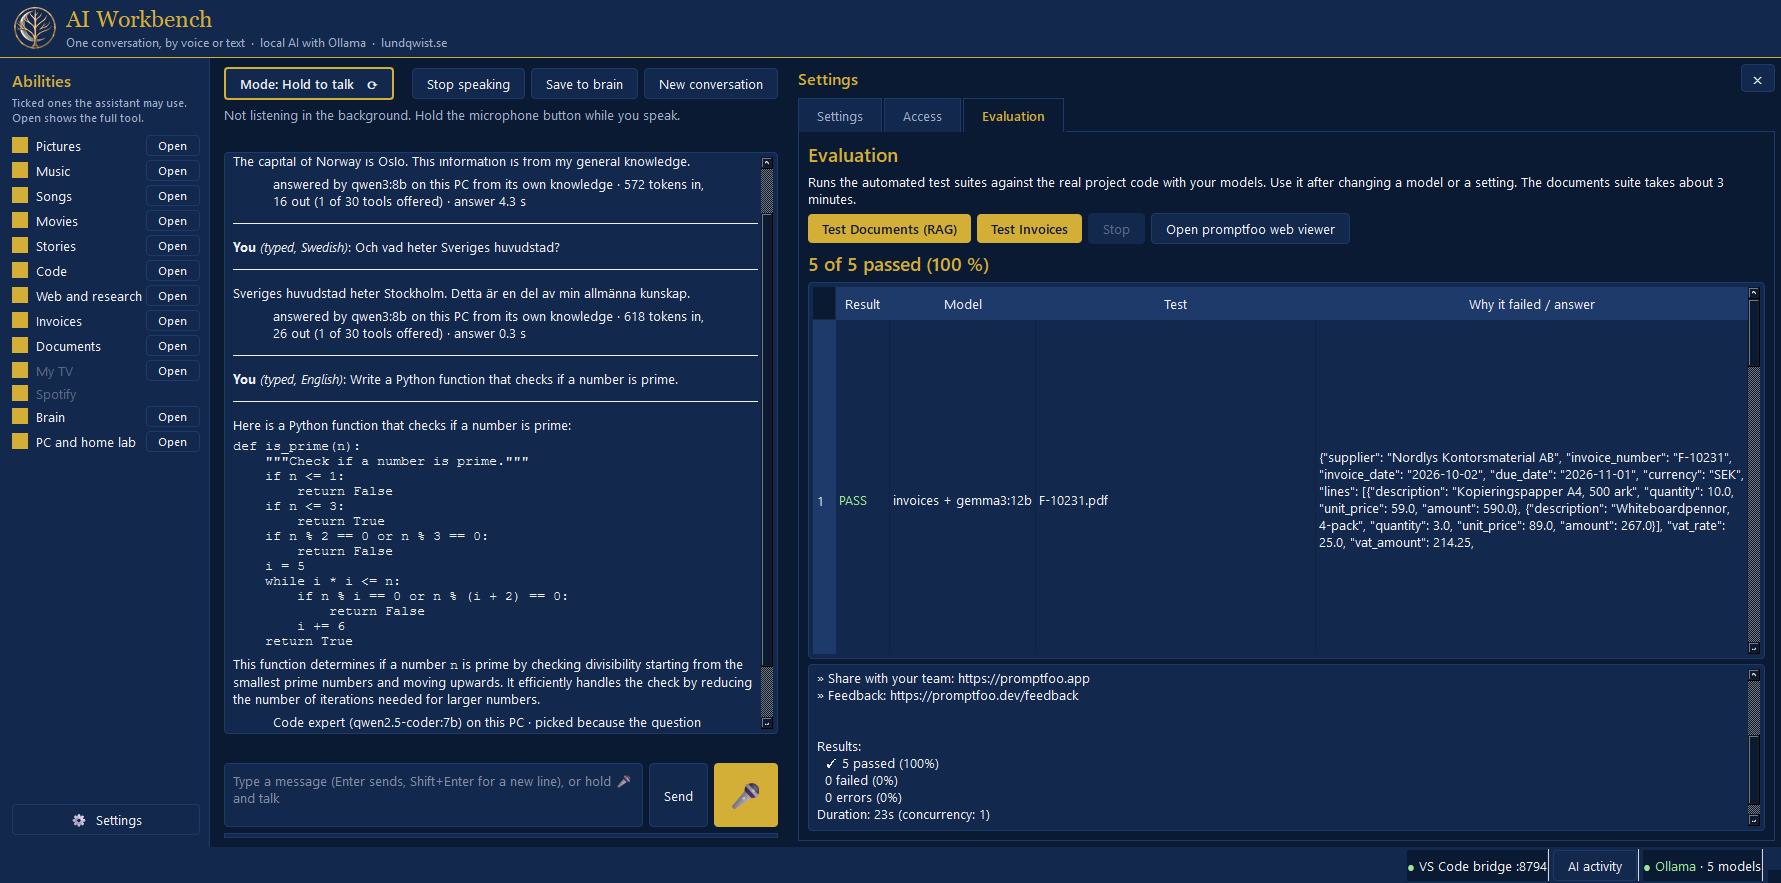 AI Workbench
One conversation, by voice or text · local AI with Ollama · lundqwist.se
Abilities
Ticked ones the assistant may use.
Open shows the full tool.
Pictures Open
Music Open
Songs Open
Movies Open
Stories Open
Code Open
Web and research Open
Invoices Open
Documents Open
My TV Open
Spotify
Brain Open
PC and home lab Open
Settings
Mode: Hold to talk ⟳ Stop speaking Save to brain New conversation
Not listening in the background. Hold the microphone button while you speak.
The capital of Norway is Oslo. This information is from my general knowledge.
answered by qwen3:8b on this PC from its own knowledge · 572 tokens in,
16 out (1 of 30 tools offered) · answer 4.3 s
You (typed, Swedish): Och vad heter Sveriges huvudstad?
Sveriges huvudstad heter Stockholm. Detta är en del av min allmänna kunskap.
answered by qwen3:8b on this PC from its own knowledge · 618 tokens in,
26 out (1 of 30 tools offered) · answer 0.3 s
You (typed, English): Write a Python function that checks if a number is prime.
Here is a Python function that checks if a number is prime:
def is_prime(n):
    """Check if a number is prime."""
    if n <= 1:
        return False
    if n <= 3:
        return True
    if n % 2 == 0 or n % 3 == 0:
        return False
    i = 5
    while i * i <= n:
        if n % i == 0 or n % (i + 2) == 0:
            return False
        i += 6
    return True
This function determines if a number n is prime by checking divisibility starting from the
smallest prime numbers and moving upwards. It efficiently handles the check by reducing
the number of iterations needed for larger numbers.
Code expert (qwen2.5-coder:7b) on this PC · picked because the question
Type a message (Enter sends, Shift+Enter for a new line), or hold 🎤
and talk
Send
Settings
×
Settings Access Evaluation
Evaluation
Runs the automated test suites against the real project code with your models. Use it after changing a model or a setting. The documents suite takes about 3
minutes.
Test Documents (RAG) Test Invoices Stop Open promptfoo web viewer
5 of 5 passed (100 %)
Result Model Test Why it failed / answer
1 PASS invoices + gemma3:12b F-10231.pdf
{"supplier": "Nordlys Kontorsmaterial AB", "invoice_number": "F-10231",
"invoice_date": "2026-10-02", "due_date": "2026-11-01", "currency": "SEK",
"lines": [{"description": "Kopieringspapper A4, 500 ark", "quantity": 10.0,
"unit_price": 59.0, "amount": 590.0}, {"description": "Whiteboardpennor,
4-pack", "quantity": 3.0, "unit_price": 89.0, "amount": 267.0}], "vat_rate":
25.0, "vat_amount": 214.25,
» Share with your team: https://promptfoo.app
» Feedback: https://promptfoo.dev/feedback
Results:
✓ 5 passed (100%)
0 failed (0%)
0 errors (0%)
Duration: 23s (concurrency: 1)
● VS Code bridge :8794 AI activity ● Ollama · 5 models